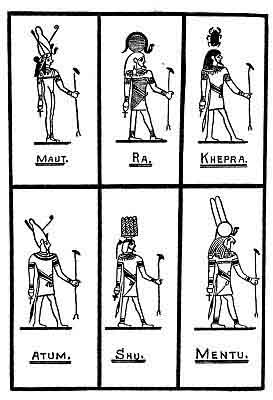 MAUT.
RA.
KHEPRA.
ATUM.
SHU.
MENTU.